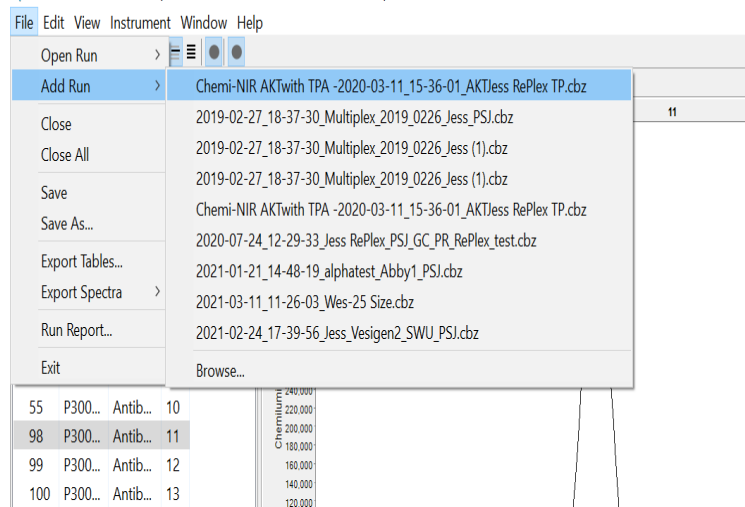 File Edit View Instrument Window Help
Open Run
Add Run
Close
Close All
Save
Save As...
Export Tables...
Export Spectra
Run Report...
Exit
Chemi-NIR AKTwith TPA -2020-03-11_15-36-01_AKTJess RePlex TP.cbz
2019-02-27_18-37-30_Multiplex_2019_0226_Jess_PSJ.cbz
2019-02-27_18-37-30_Multiplex_2019_0226_Jess (1).cbz
2019-02-27_18-37-30_Multiplex_2019_0226_Jess (1).cbz
Chemi-NIR AKTwith TPA -2020-03-11_15-36-01_AKTJess RePlex TP.cbz
2020-07-24_12-29-33_Jess RePlex_PSJ_GC_PR_RePlex_test.cbz
2021-01-21_14-48-19_alphatest_Abby1_PSJ.cbz
2021-03-11_11-26-03_Wes-25 Size.cbz
2021-02-24_17-39-56_Jess_Vesigen2_SWU_PSJ.cbz
Browse...
11
55 P300... Antib... 10
98 P300... Antib... 11
99 P300... Antib... 12
100 P300... Antib... 13
240,000
220,000
200,000
180,000
160,000
140,000
120,000